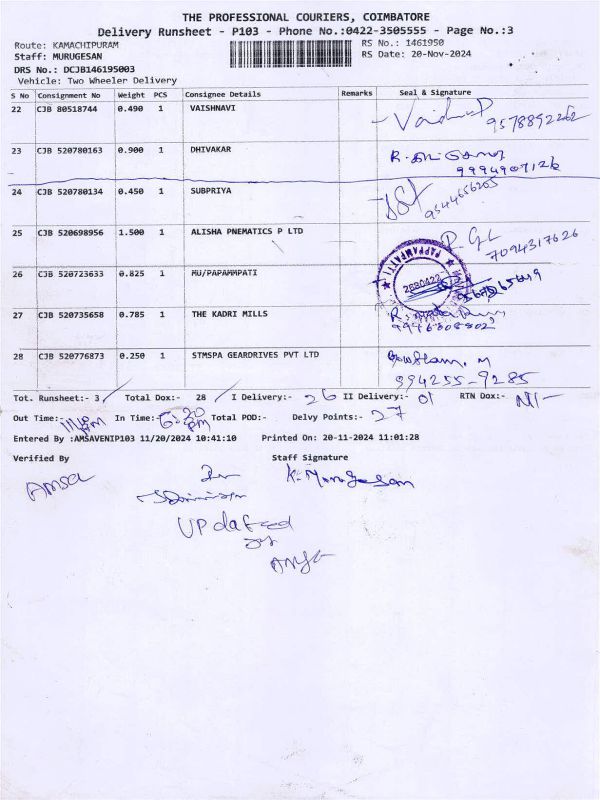 THE PROFESSIONAL COURIERS, COIMBATORE
Delivery Runsheet - P103 - Phone No.:0422-3505555 - Page No.:3
Route: KAMACHIPURAM
RS No.: 1461950
Staff: MURUGESAN
RS Date: 20-Nov-2024
DRS No.: DCJB146195003
Vehicle: Two Wheeler Delivery
S No Consignment No Weight PCS Consignee Details Remarks Seal & Signature
22 CJB 80518744 0.490 1 VAISHNAVI
9578892262
23 CJB 520780163 0.900 1 DHIVAKAR
9994907126
24 CJB 520780134 0.450 1 SUBPRIYA
9544656205
25 CJB 520698956 1.500 1 ALISHA PNEMATICS P LTD
7094317626
26 CJB 520723633 0.825 1 MU/PAPAMMPATI
PAPPAMPATTI
2680422
27 CJB 520735658 0.785 1 THE KADRI MILLS
9946808802
28 CJB 520776873 0.250 1 STMSPA GEARDRIVES PVT LTD
Gowtham. M
994255-9285
Tot. Runsheet:- 3 / Total Dox:- 28 / I Delivery:- 26 II Delivery:- 01 RTN Dox:- Nil-
Out Time:- In Time:- 6:20 PM Total POD:- Delvy Points:- 27
Entered By :AMSAVENIP103 11/20/2024 10:41:10 Printed On: 20-11-2024 11:01:28
Verified By Staff Signature
Amsa K. Murugesan
Updated
by
Amsa